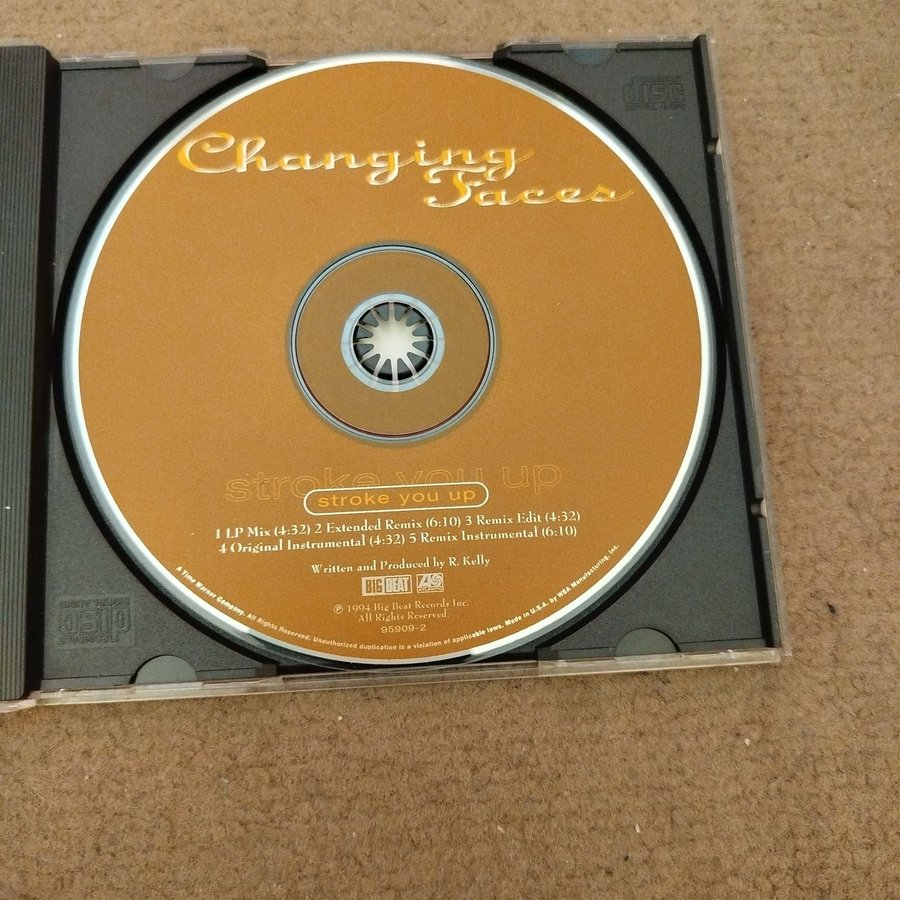 Changing
Faces
stroke you up
stroke you up
1 LP Mix (4:32) 2 Extended Remix (6:10) 3 Remix Edit (4:32)
4 Original Instrumental (4:32) 5 Remix Instrumental (6:10)
Written and Produced by R. Kelly
BIG BEAT
ATLANTIC
℗ 1994 Big Beat Records Inc.
All Rights Reserved.
95909-2
A Time Warner Company. All Rights Reserved. Unauthorized duplication is a violation of applicable laws. Made in U.S.A. by WEA Manufacturing, Inc.
disc
disc